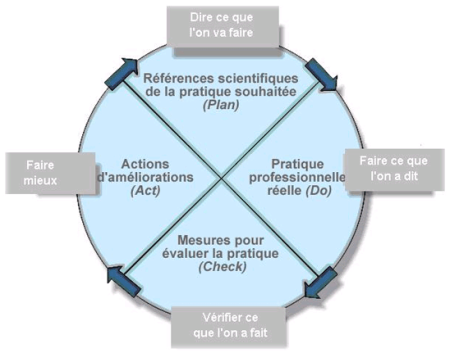 Dire ce que
l'on va faire
Références scientifiques
de la pratique souhaitée
(Plan)
Faire
mieux
Actions
d'améliorations
(Act)
Pratique
professionnelle
réelle (Do)
Faire ce que
l'on a dit
Mesures pour
évaluer la pratique
(Check)
Vérifier ce
que l'on a fait